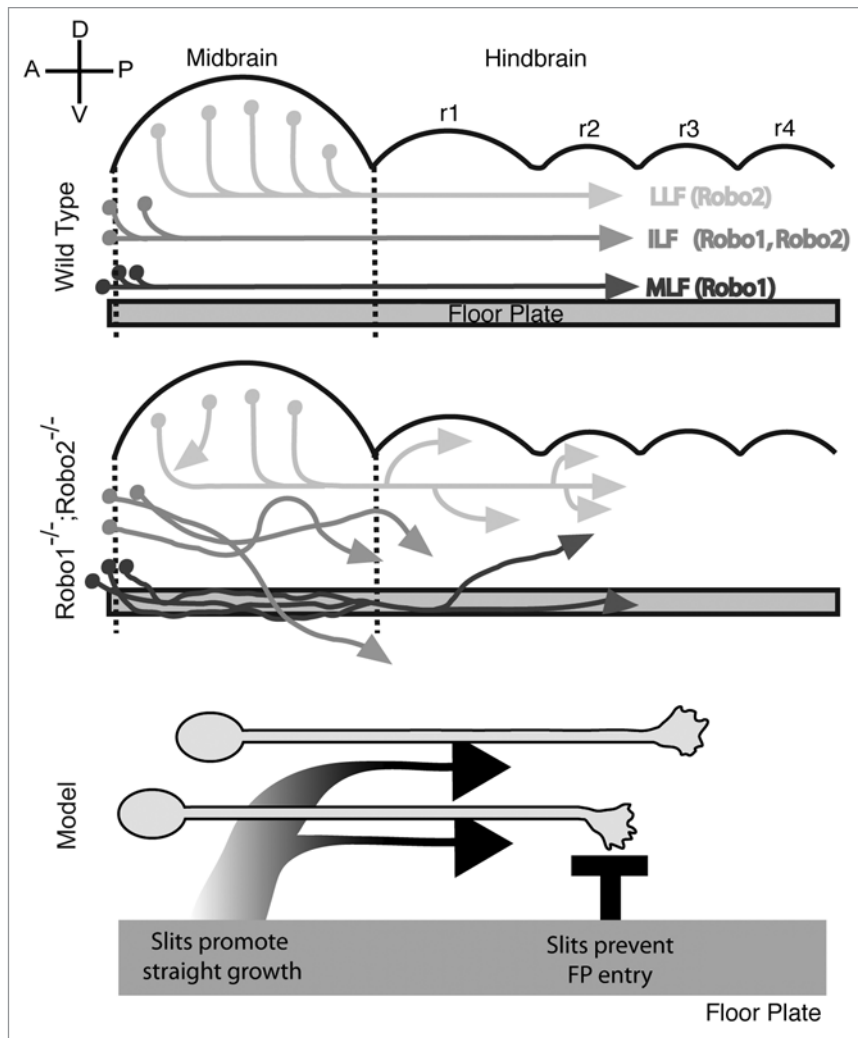 D
A P
V
Midbrain Hindbrain
r1 r2 r3 r4
Wild Type
LLF (Robo2)
ILF (Robo1, Robo2)
MLF (Robo1)
Floor Plate
Robo1-/-;Robo2-/-
Model
Slits promote
straight growth
Slits prevent
FP entry
Floor Plate